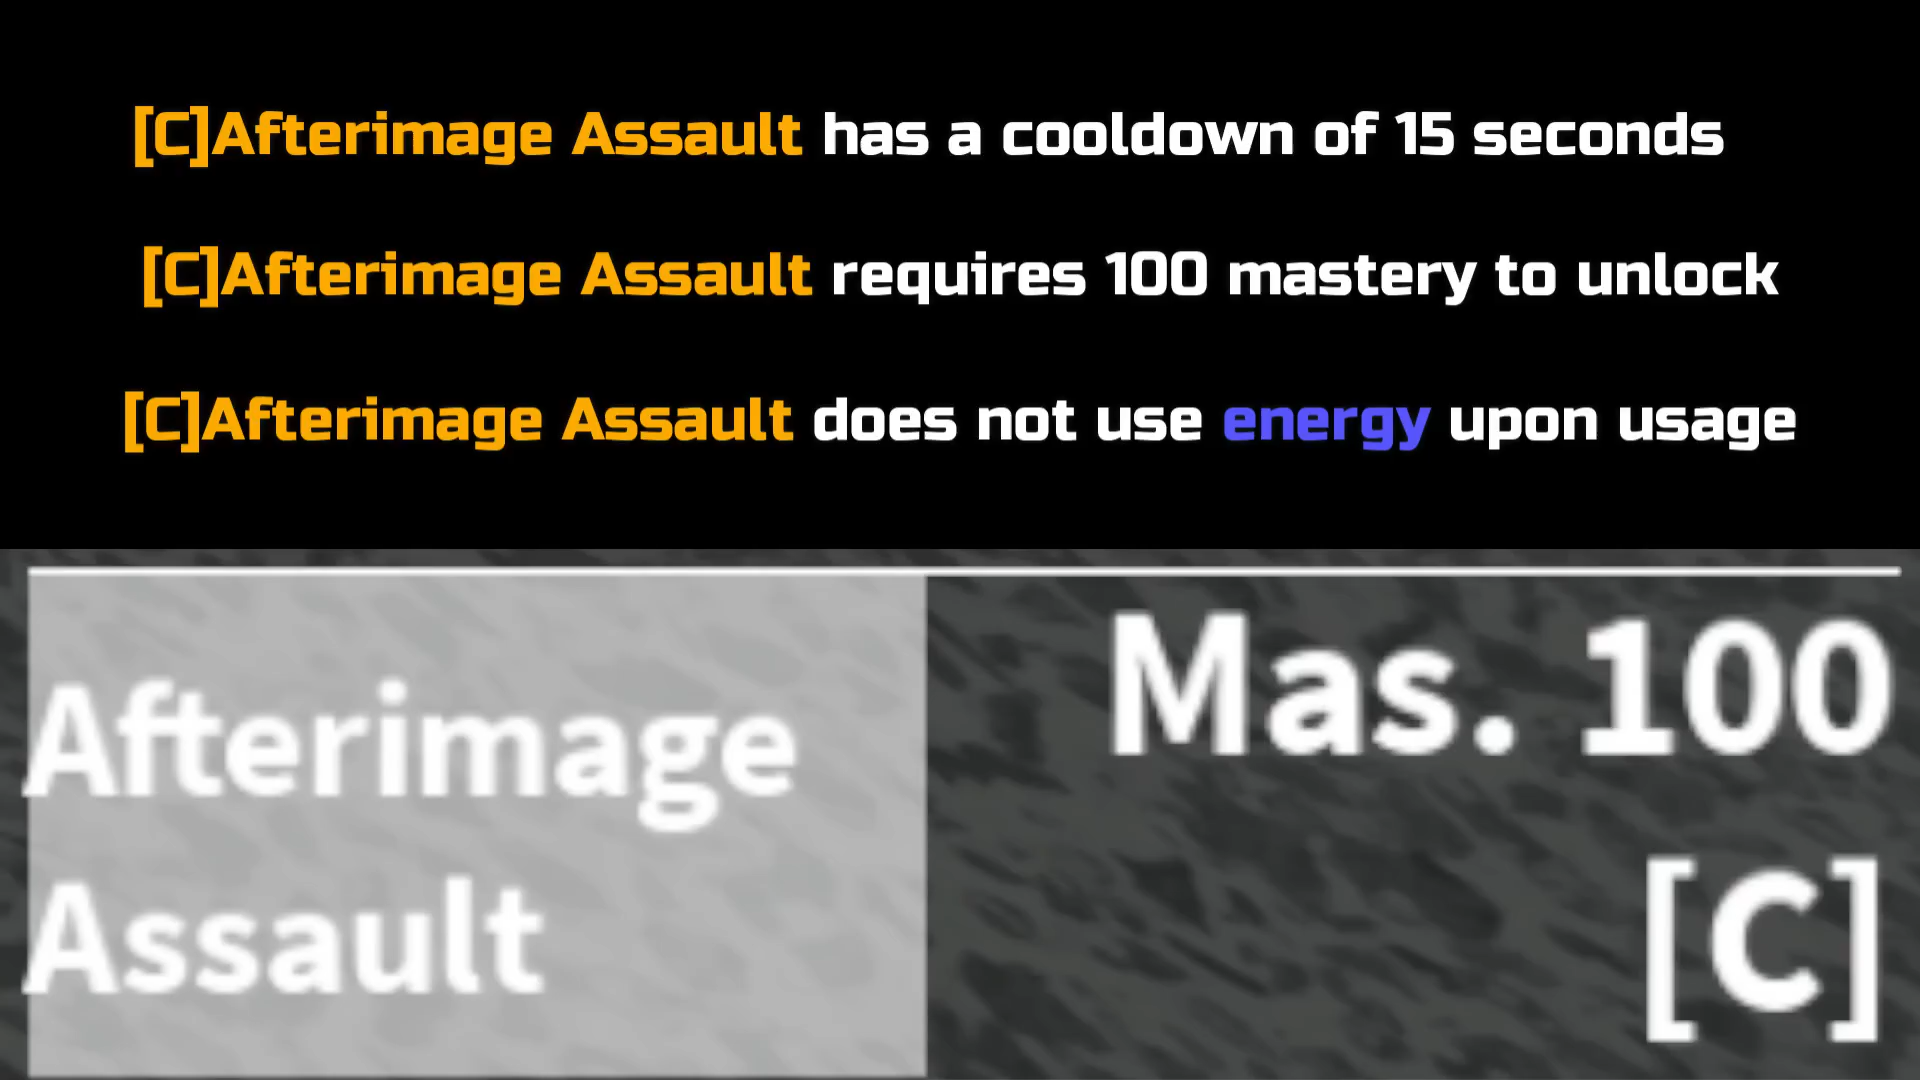 [C]Afterimage Assault has a cooldown of 15 seconds
[C]Afterimage Assault requires 100 mastery to unlock
[C]Afterimage Assault does not use energy upon usage
Afterimage
Assault
Mas. 100
[C]